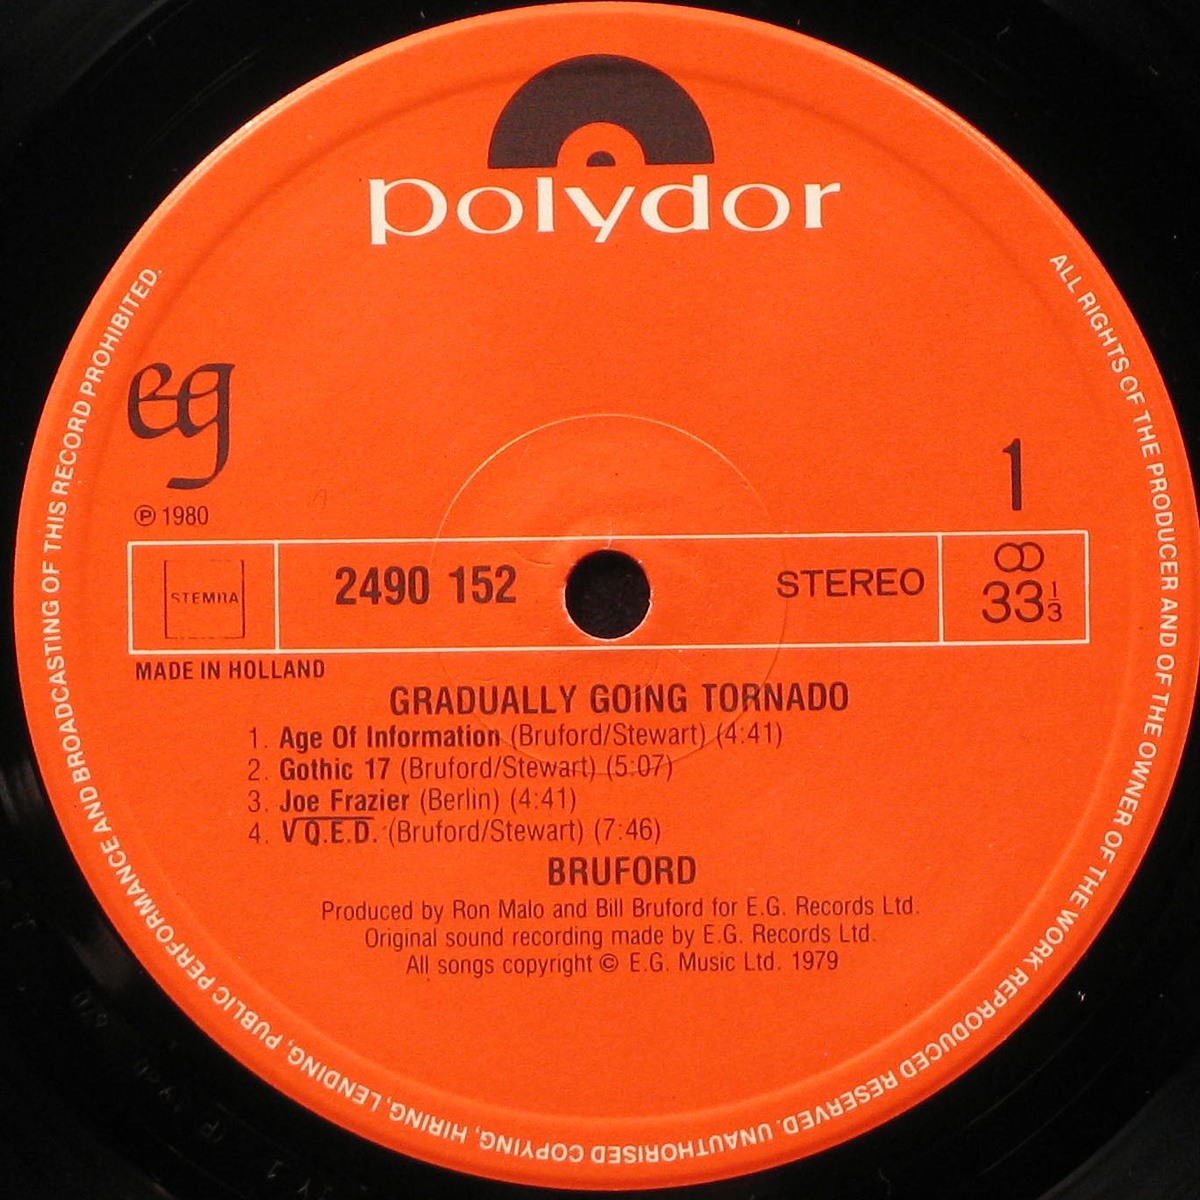 polydor
eg
℗ 1980
1
STEMRA
2490 152
STEREO
33 1/3
MADE IN HOLLAND
GRADUALLY GOING TORNADO
1. Age Of Information (Bruford/Stewart) (4:41)
2. Gothic 17 (Bruford/Stewart) (5:07)
3. Joe Frazier (Berlin) (4:41)
4. V Q.E.D. (Bruford/Stewart) (7:46)
BRUFORD
Produced by Ron Malo and Bill Bruford for E.G. Records Ltd.
Original sound recording made by E.G. Records Ltd.
All songs copyright © E.G. Music Ltd. 1979
ALL RIGHTS OF THE PRODUCER AND OF THE OWNER OF THE WORK REPRODUCED RESERVED. UNAUTHORISED COPYING, HIRING, LENDING, PUBLIC PERFORMANCE AND BROADCASTING OF THIS RECORD PROHIBITED.